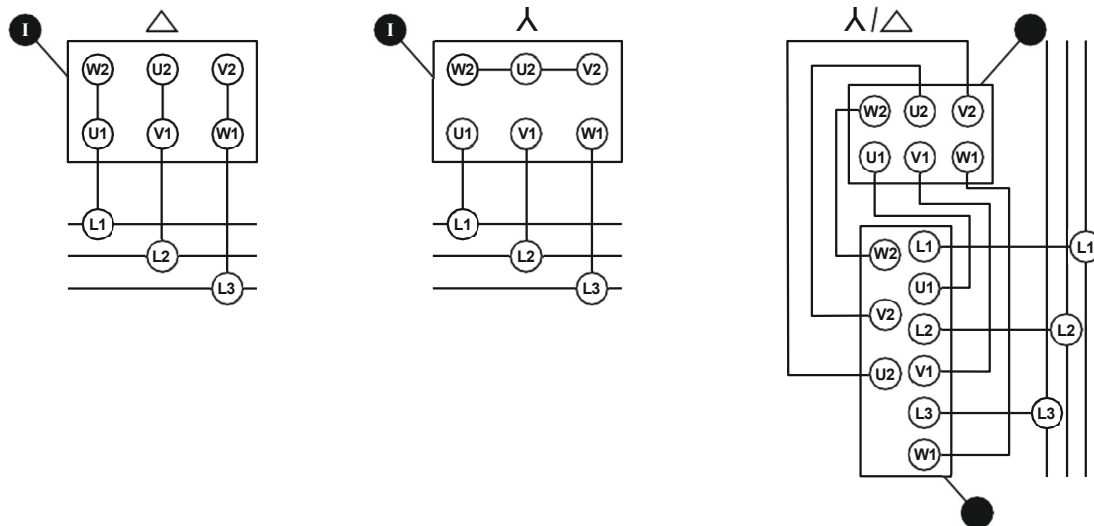 I
W2 U2 V2
U1 V1 W1
L1
L2
L3
I
W2 U2 V2
U1 V1 W1
L1
L2
L3
/
W2 U2 V2
U1 V1 W1
W2 L1 L1
U1
V2 L2 L2
U2 V1
L3 L3
W1